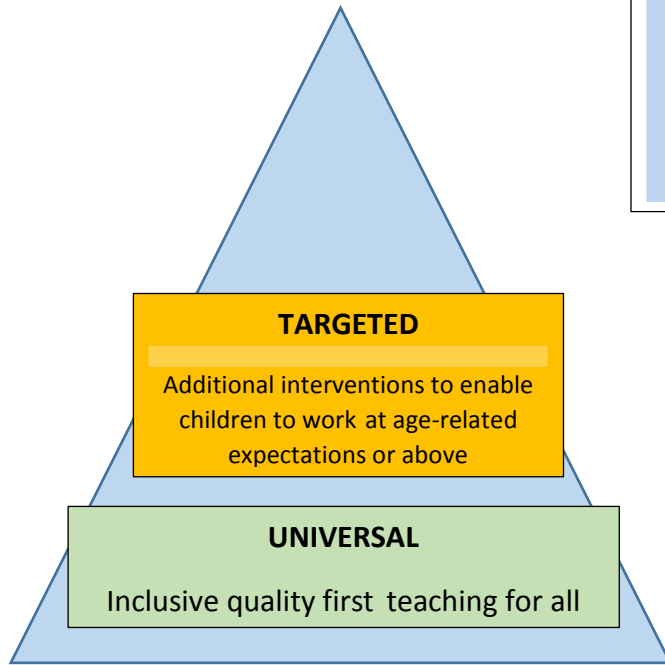 TARGETED
Additional interventions to enable
children to work at age-related
expectations or above
UNIVERSAL
Inclusive quality first teaching for all